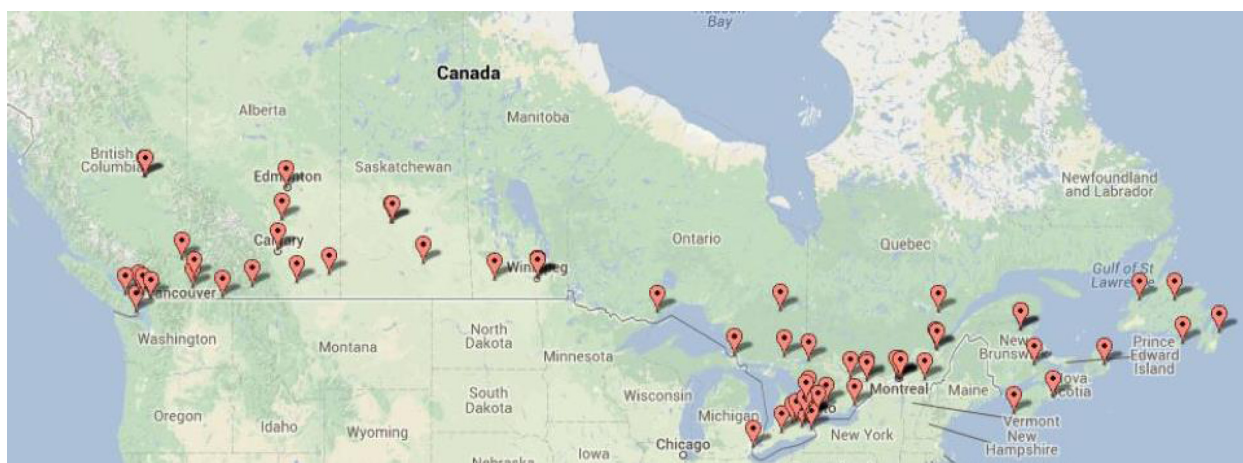 Hudson
Bay
Canada
Alberta
Manitoba
British
Columbia
Saskatchewan
Edmonton
Newfoundland
and Labrador
Calgary
Ontario
Quebec
Gulf of St
Lawrence
Winnipeg
Vancouver
Washington
North
Dakota
Montana
Minnesota
New
Brunswick
Prince
Edward
Island
Montreal
Maine
Nova
Scotia
South
Dakota
Wisconsin
Oregon
Idaho
Wyoming
Michigan
Toronto
New York
Vermont
New
Hampshire
Chicago
Iowa
Nebraska